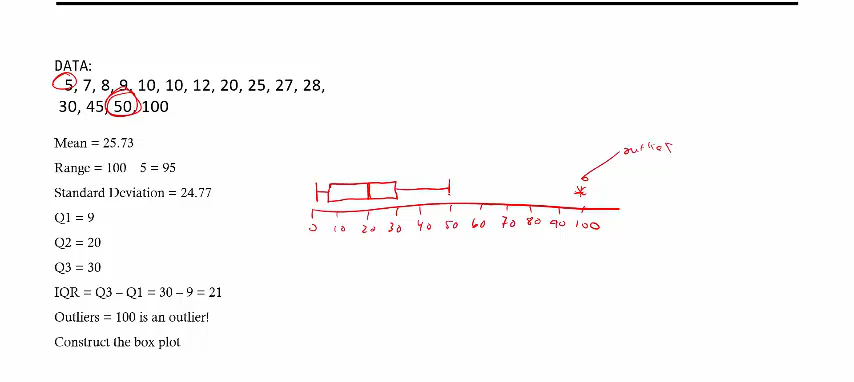 DATA:
5, 7, 8, 9, 10, 10, 12, 20, 25, 27, 28,
30, 45, 50, 100
Mean = 25.73
Range = 100 5 = 95
Standard Deviation = 24.77
Q1 = 9
Q2 = 20
Q3 = 30
IQR = Q3 – Q1 = 30 – 9 = 21
Outliers = 100 is an outlier!
Construct the box plot
outlier
0 10 20 30 40 50 60 70 80 90 100